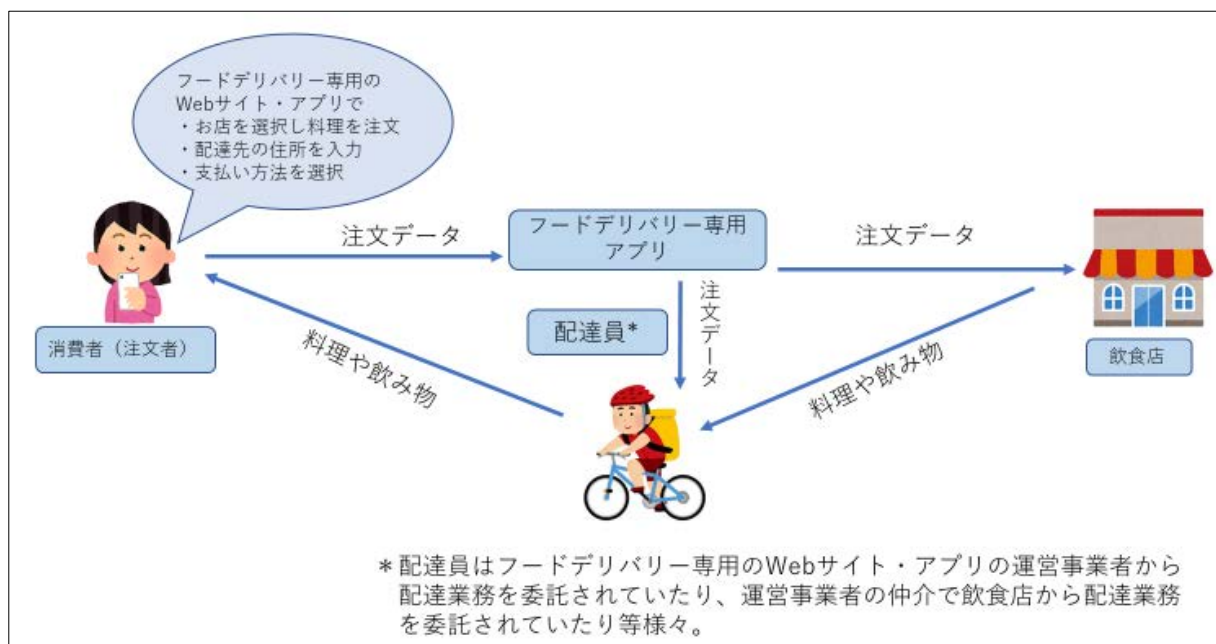 フードデリバリー専用の
Webサイト・アプリで
・お店を選択し料理を注文
・配達先の住所を入力
・支払い方法を選択
注文データ
フードデリバリー専用
アプリ
注文データ
注文データ
配達員*
消費者（注文者）
料理や飲み物
料理や飲み物
飲食店
＊配達員はフードデリバリー専用のWebサイト・アプリの運営事業者から
配達業務を委託されていたり、運営事業者の仲介で飲食店から配達業務
を委託されていたり等様々。